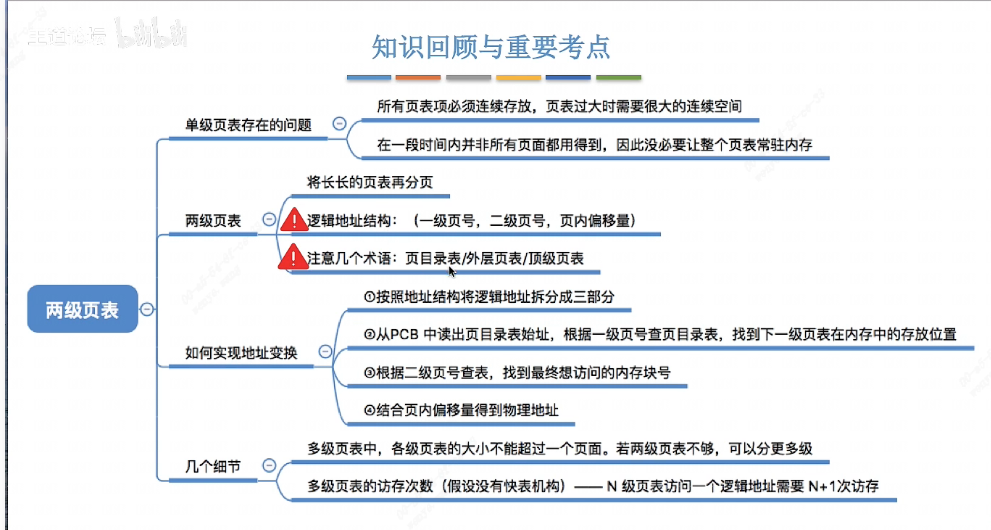 王道论坛 bilibili
知识回顾与重要考点
所有页表项必须连续存放，页表过大时需要很大的连续空间
单级页表存在的问题
在一段时间内并非所有页面都用得到，因此没必要让整个页表常驻内存
将长长的页表再分页
两级页表
逻辑地址结构：（一级页号，二级页号，页内偏移量）
注意几个术语：页目录表/外层页表/顶级页表
两级页表
①按照地址结构将逻辑地址拆分成三部分
②从PCB 中读出页目录表始址，根据一级页号查页目录表，找到下一级页表在内存中的存放位置
如何实现地址变换
③根据二级页号查表，找到最终想访问的内存块号
④结合页内偏移量得到物理地址
多级页表中，各级页表的大小不能超过一个页面。若两级页表不够，可以分更多级
几个细节
多级页表的访存次数（假设没有快表机构）—— N 级页表访问一个逻辑地址需要 N+1次访存